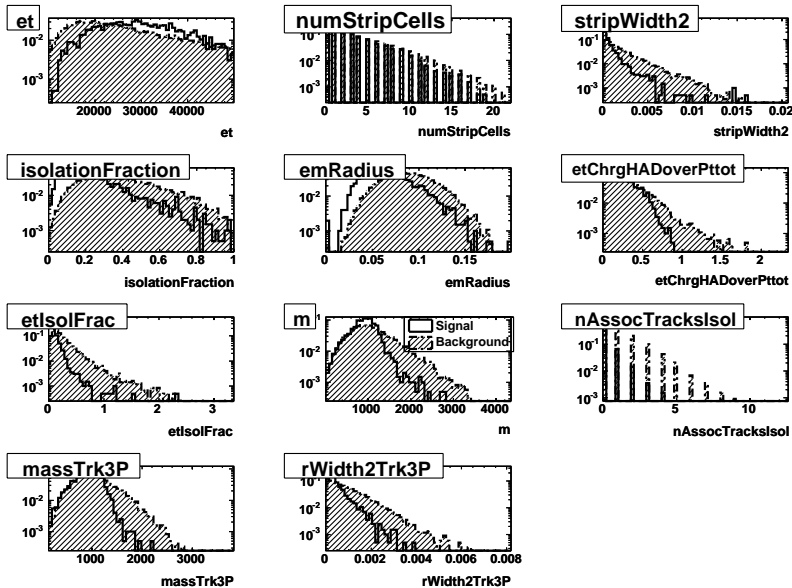 et
10⁻²
10⁻³
20000 30000 40000
et
numStripCells
10⁻¹
10⁻²
10⁻³
0 5 10 15 20
numStripCells
stripWidth2
10⁻¹
10⁻²
10⁻³
0 0.005 0.01 0.015 0.02
stripWidth2
isolationFraction
10⁻²
10⁻³
0 0.2 0.4 0.6 0.8 1
isolationFraction
emRadius
10⁻²
10⁻³
0 0.05 0.1 0.15
emRadius
etChrgHADoverPttot
10⁻²
10⁻³
0 0.5 1 1.5 2
etChrgHADoverPttot
etIsolFrac
10⁻¹
10⁻²
10⁻³
0 1 2 3
etIsolFrac
m
10⁻¹
10⁻²
10⁻³
Signal
Background
1000 2000 3000 4000
m
nAssocTracksIsol
10⁻¹
10⁻²
10⁻³
0 5 10
nAssocTracksIsol
massTrk3P
10⁻²
10⁻³
1000 2000 3000
massTrk3P
rWidth2Trk3P
10⁻¹
10⁻²
10⁻³
0 0.002 0.004 0.006 0.008
rWidth2Trk3P